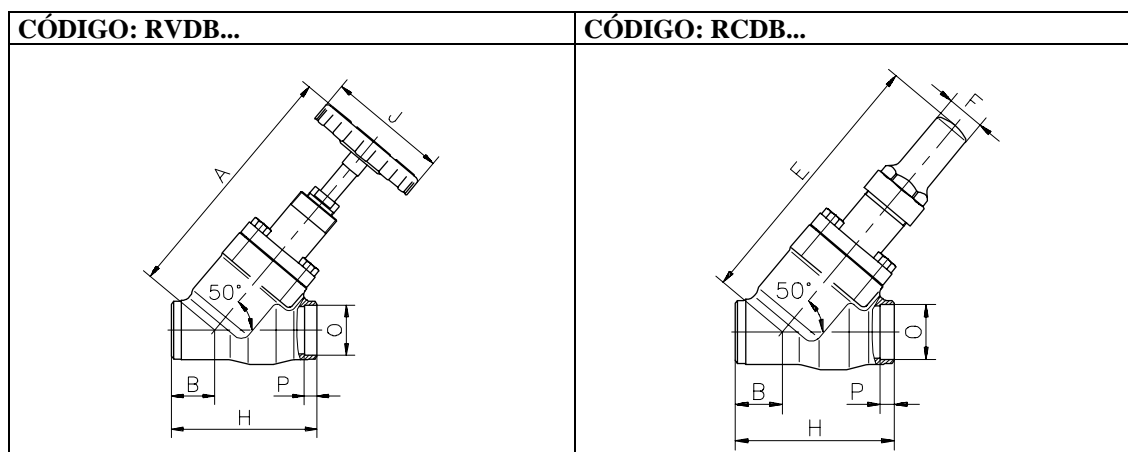 CÓDIGO: RVDB...
CÓDIGO: RCDB...
A
J
50°
O
B
P
H
E
F
50°
O
B
P
H